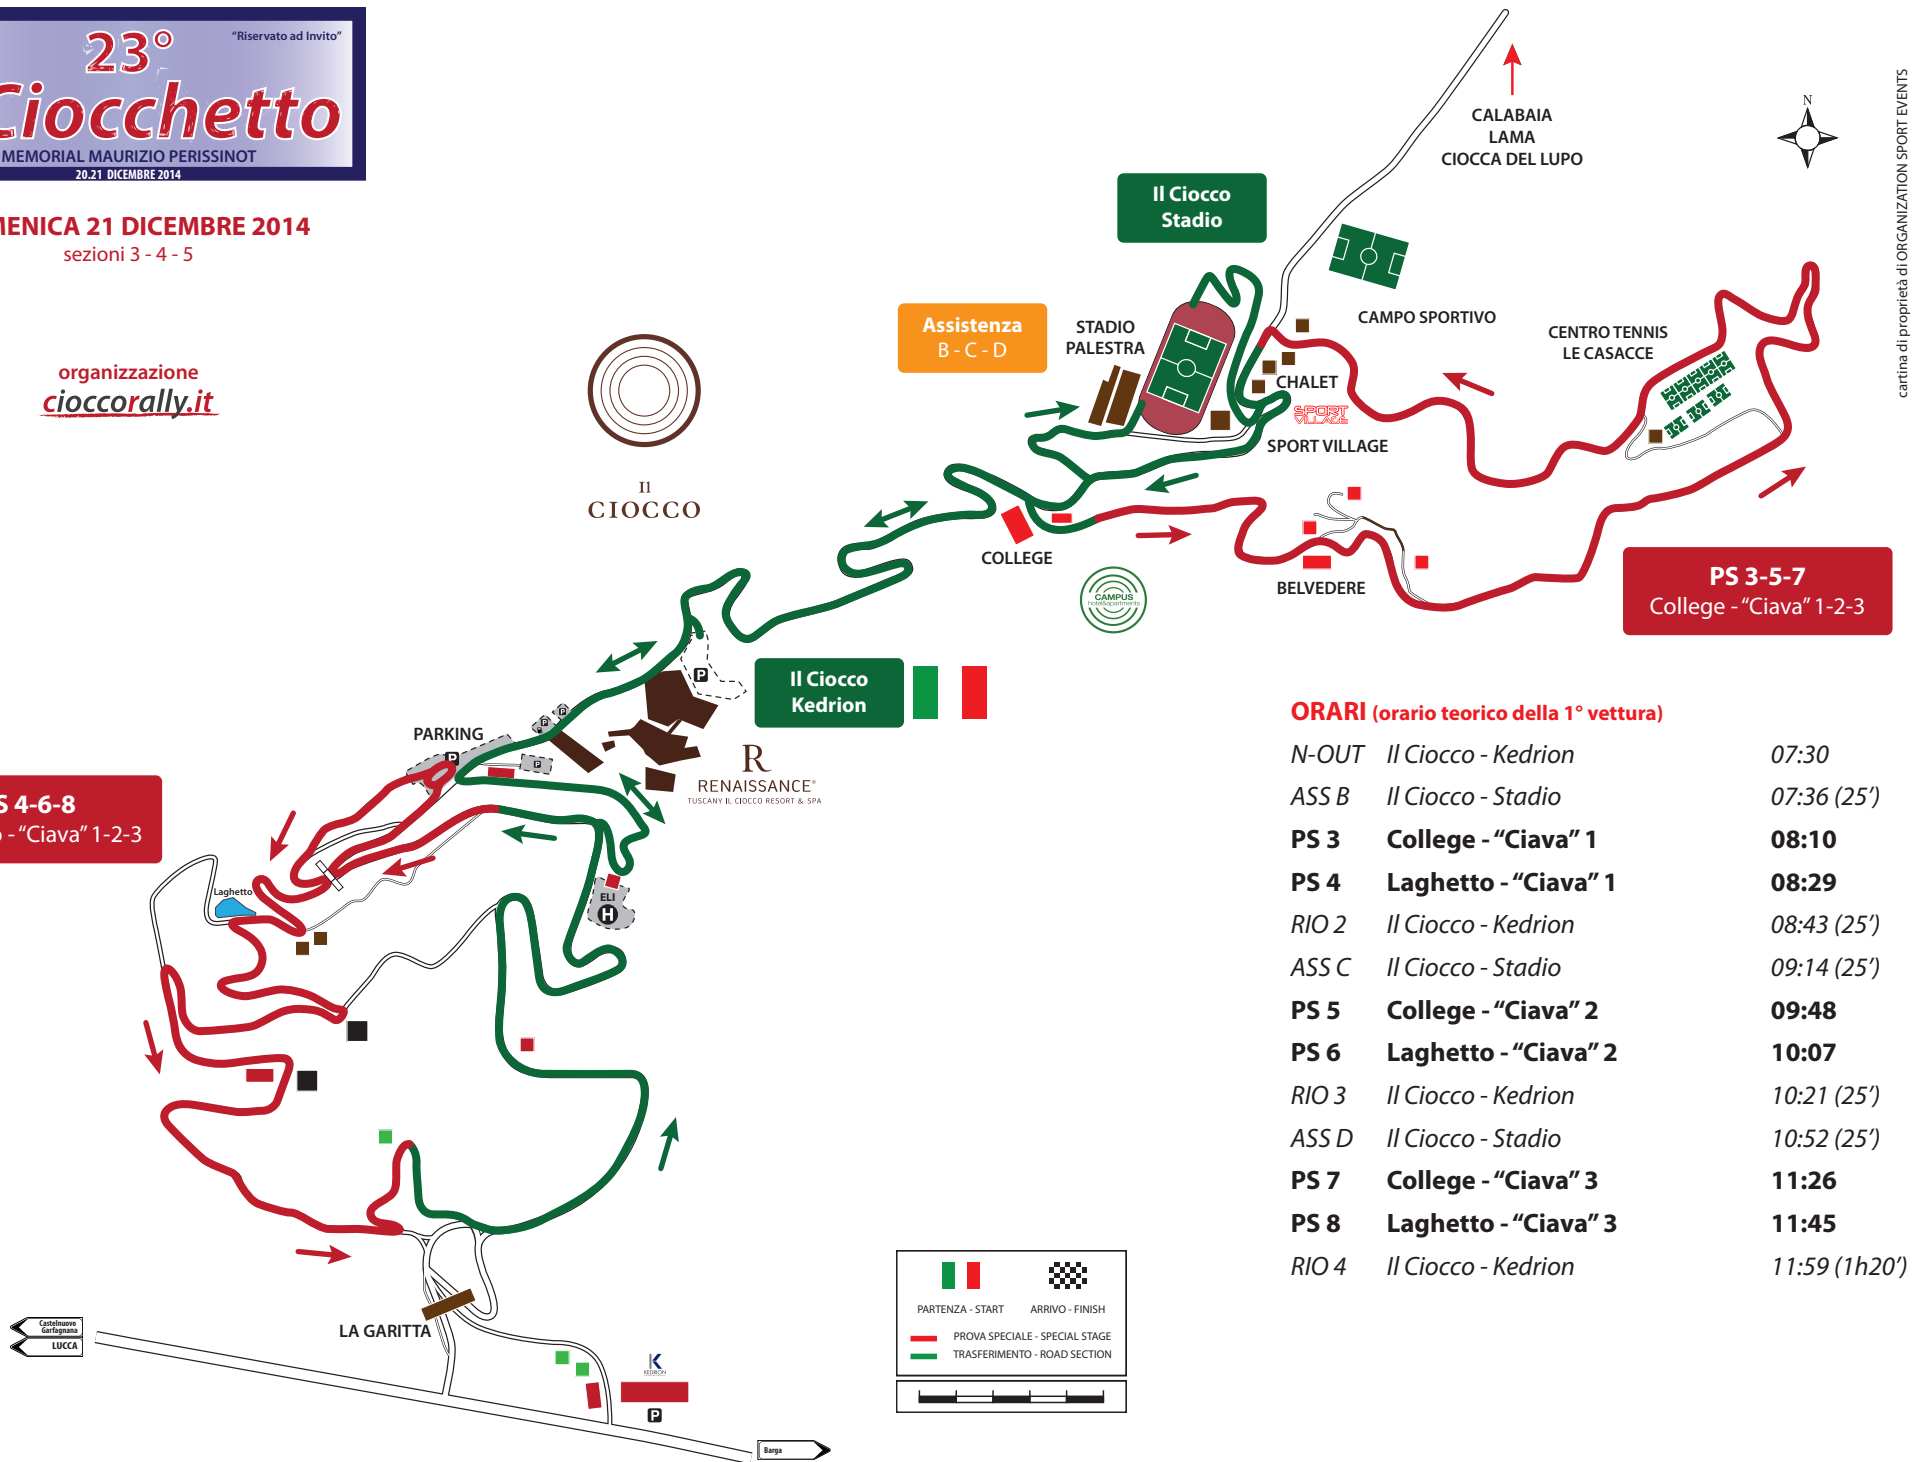 23°
"Riservato ad Invito"
Ciocchetto
MEMORIAL MAURIZIO PERISSINOT
20.21 DICEMBRE 2014
MENICA 21 DICEMBRE 2014
sezioni 3 - 4 - 5
organizzazione
cioccorally.it
Il
CIOCCO
CALABAIA
LAMA
CIOCCA DEL LUPO
N
cartina di proprietà di ORGANIZATION SPORT EVENTS
Il Ciocco
Stadio
Assistenza
B - C - D
STADIO
PALESTRA
CAMPO SPORTIVO
CENTRO TENNIS
LE CASACCE
CHALET
SPORT
VILLAGE
SPORT VILLAGE
COLLEGE
CAMPUS
hotel&apartments
BELVEDERE
PS 3-5-7
College - "Ciava" 1-2-3
Il Ciocco
Kedrion
P
PARKING
P
P
P
P
R
RENAISSANCE®
TUSCANY IL CIOCCO RESORT & SPA
S 4-6-8
o - "Ciava" 1-2-3
Laghetto
ELI
H
LA GARITTA
Castelnuovo
Garfagnana
LUCCA
K
KEDRION
P
Barga
ORARI (orario teorico della 1° vettura)
N-OUT Il Ciocco - Kedrion 07:30
ASS B Il Ciocco - Stadio 07:36 (25')
PS 3 College - "Ciava" 1 08:10
PS 4 Laghetto - "Ciava" 1 08:29
RIO 2 Il Ciocco - Kedrion 08:43 (25')
ASS C Il Ciocco - Stadio 09:14 (25')
PS 5 College - "Ciava" 2 09:48
PS 6 Laghetto - "Ciava" 2 10:07
RIO 3 Il Ciocco - Kedrion 10:21 (25')
ASS D Il Ciocco - Stadio 10:52 (25')
PS 7 College - "Ciava" 3 11:26
PS 8 Laghetto - "Ciava" 3 11:45
RIO 4 Il Ciocco - Kedrion 11:59 (1h20')
PARTENZA - START ARRIVO - FINISH
PROVA SPECIALE - SPECIAL STAGE
TRASFERIMENTO - ROAD SECTION